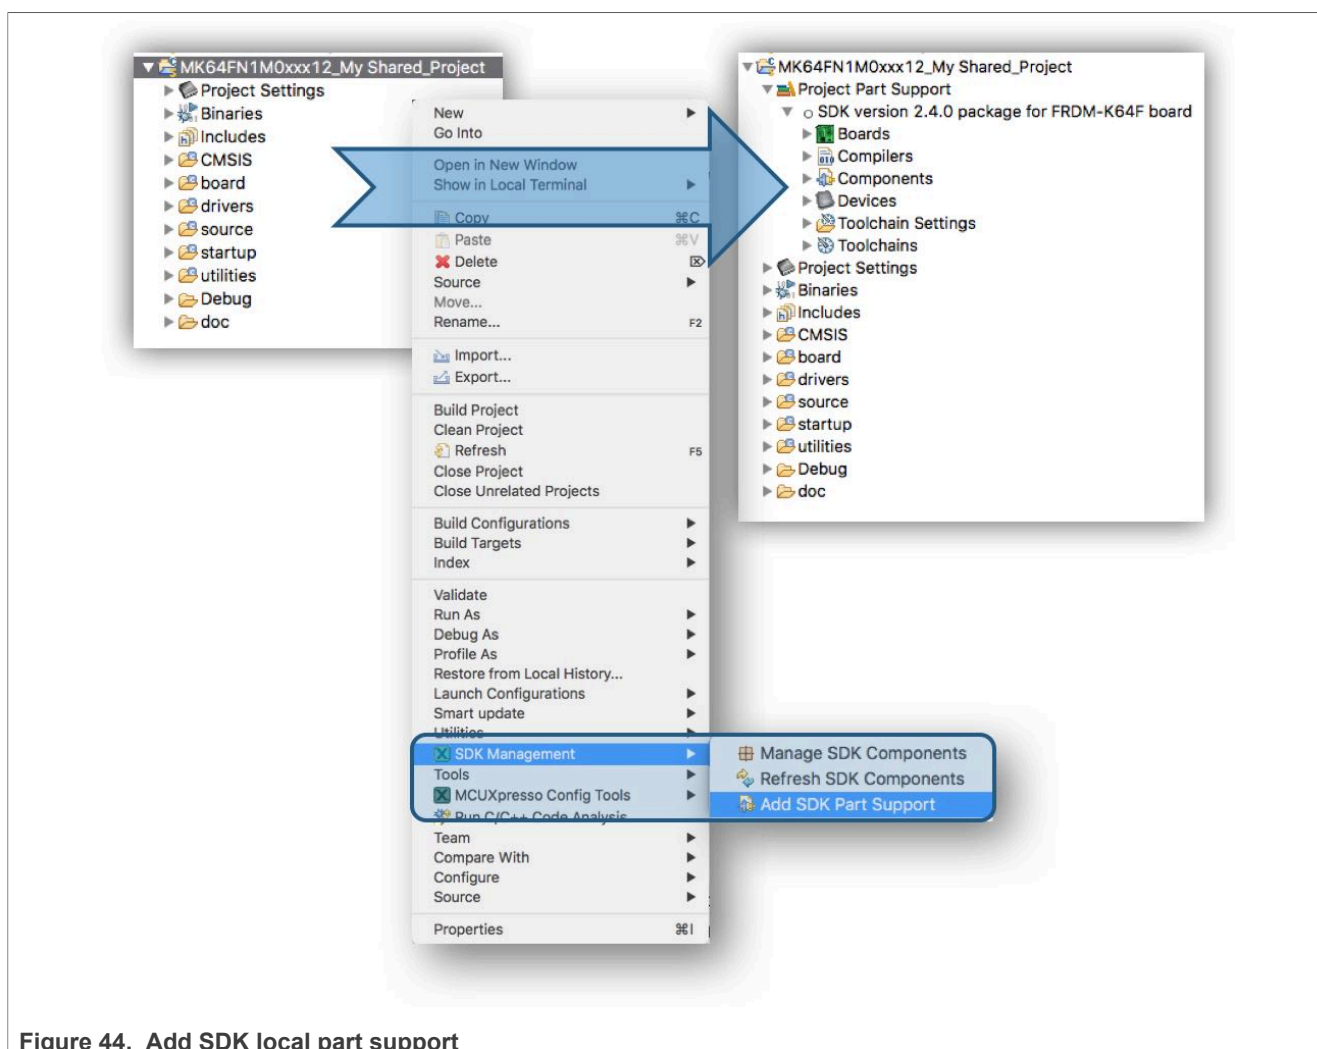 MK64FN1M0xxx12_My Shared_Project
Project Settings
Binaries
Includes
CMSIS
board
drivers
source
startup
utilities
Debug
doc
New
Go Into
Open in New Window
Show in Local Terminal
Copy ⌘C
Paste ⌘V
Delete ⌦
Source
Move...
Rename... F2
Import...
Export...
Build Project
Clean Project
Refresh F5
Close Project
Close Unrelated Projects
Build Configurations
Build Targets
Index
Validate
Run As
Debug As
Profile As
Restore from Local History...
Launch Configurations
Smart update
Utilities
SDK Management
Tools
MCUXpresso Config Tools
Run C/C++ Code Analysis
Team
Compare With
Configure
Source
Properties ⌘I
Manage SDK Components
Refresh SDK Components
Add SDK Part Support
MK64FN1M0xxx12_My Shared_Project
Project Part Support
SDK version 2.4.0 package for FRDM-K64F board
Boards
Compilers
Components
Devices
Toolchain Settings
Toolchains
Project Settings
Binaries
Includes
CMSIS
board
drivers
source
startup
utilities
Debug
doc
Figure 44. Add SDK local part support